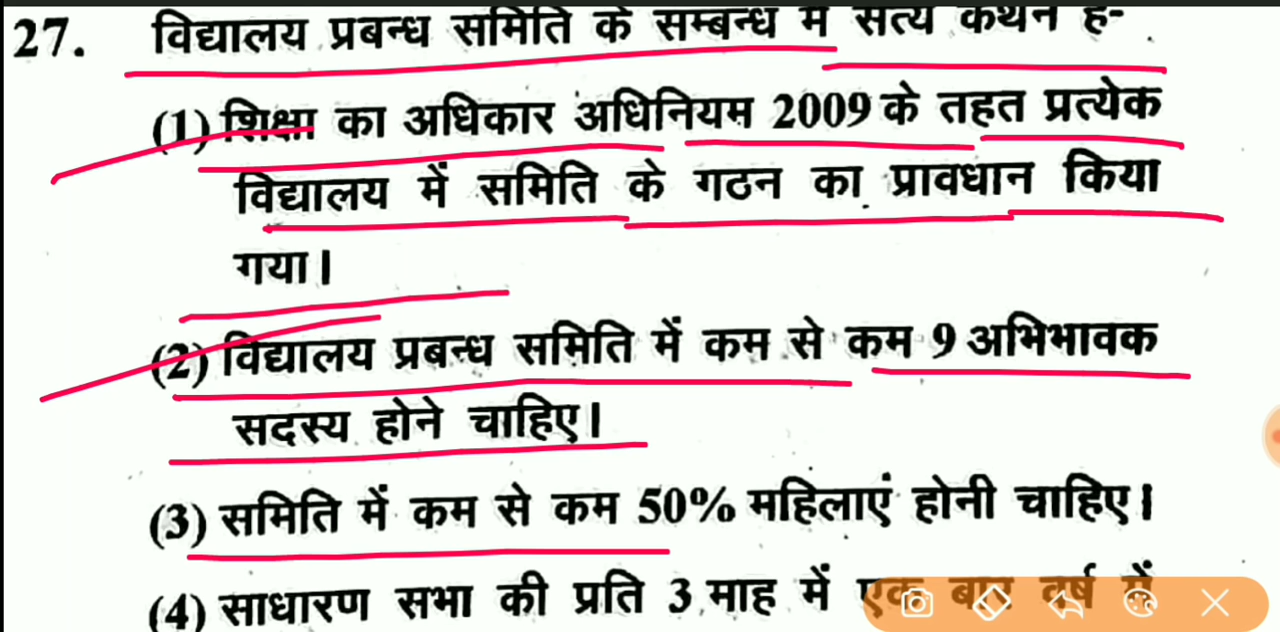 27. विद्यालय प्रबन्ध समिति के सम्बन्ध में सत्य कथन है-
(1) शिक्षा का अधिकार अधिनियम 2009 के तहत प्रत्येक
विद्यालय में समिति के गठन का प्रावधान किया
गया।
(2) विद्यालय प्रबन्ध समिति में कम से कम 9 अभिभावक
सदस्य होने चाहिए।
(3) समिति में कम से कम 50% महिलाएं होनी चाहिए।
(4) साधारण सभा की प्रति 3 माह में एक बार वर्ष में